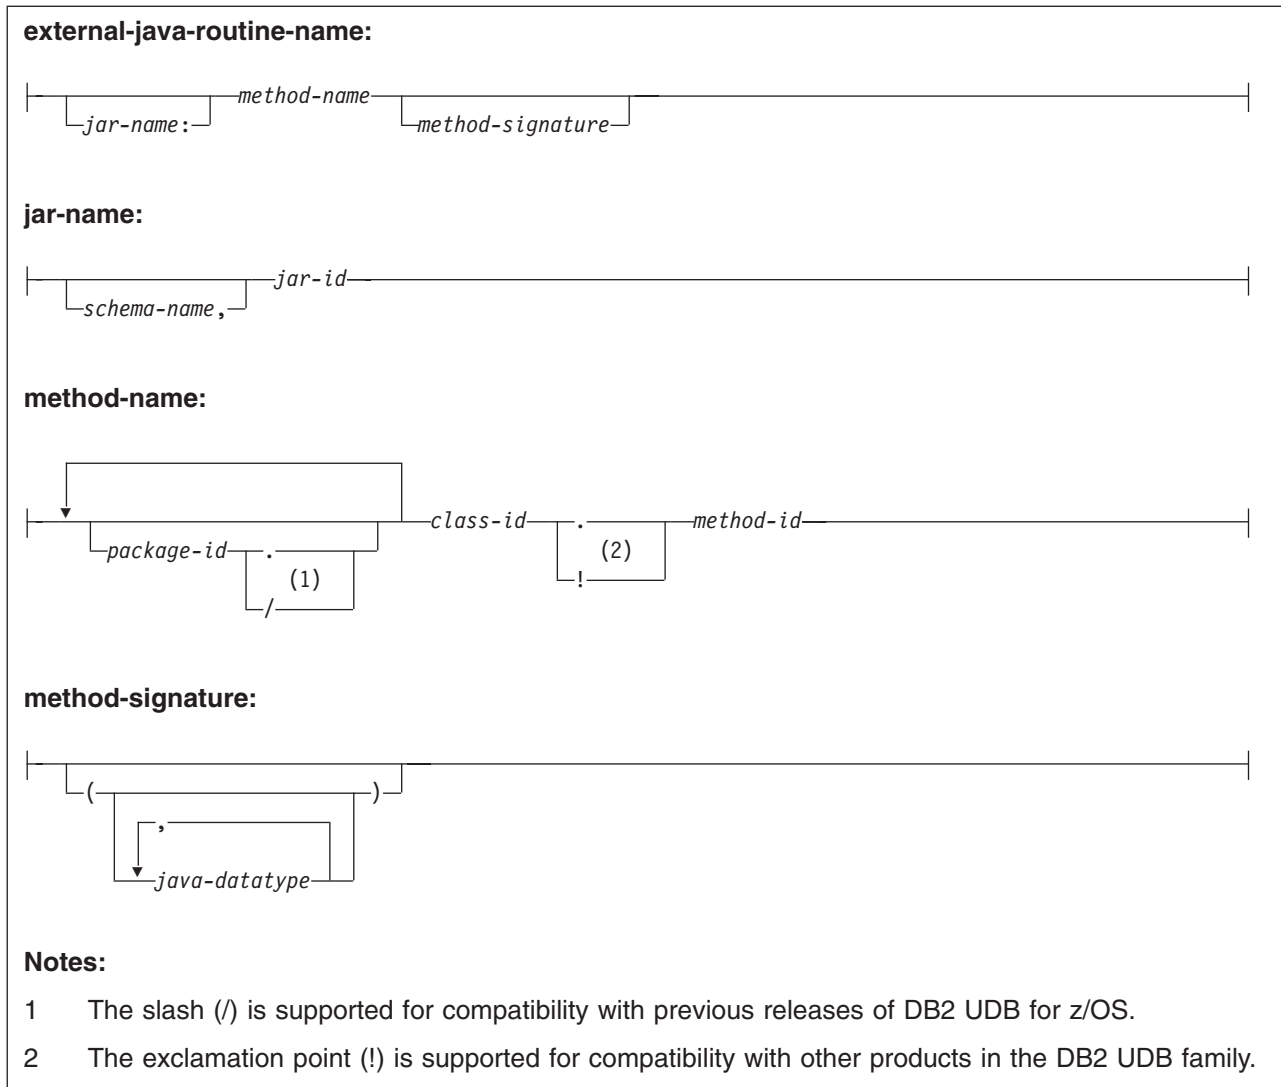 external-java-routine-name:
method-name
jar-name: method-signature
jar-name:
jar-id
schema-name,
method-name:
class-id . method-id
package-id . (2)
(1) !
/
method-signature:
( )
,
java-datatype
Notes:
1 The slash (/) is supported for compatibility with previous releases of DB2 UDB for z/OS.
2 The exclamation point (!) is supported for compatibility with other products in the DB2 UDB family.